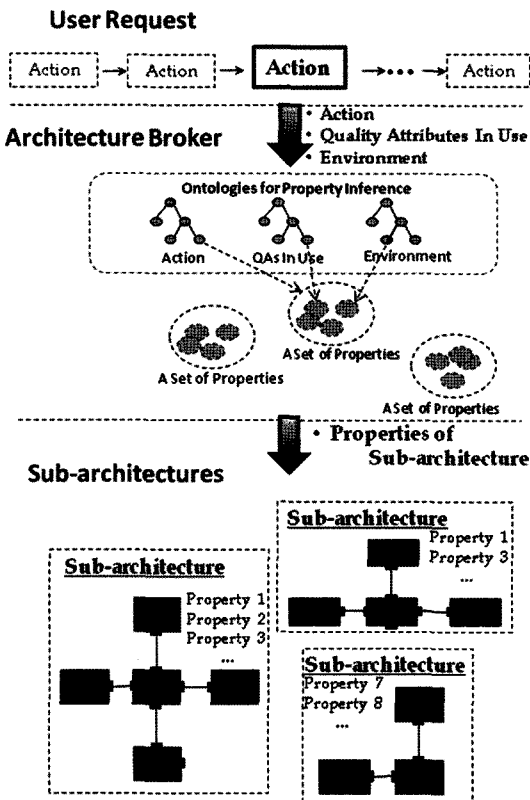 User Request
Action
Action
Action
...
Action
Architecture Broker
• Action
• Quality Attributes In Use
• Environment
Ontologies for Property Inference
Action
QAs In Use
Environment
A Set of Properties
A Set of Properties
A Set of Properties
• Properties of
Sub-architecture
Sub-architectures
Sub-architecture
Property 1
Property 2
Property 3
...
Sub-architecture
Property 1
Property 3
...
Sub-architecture
Property 7
Property 8
...